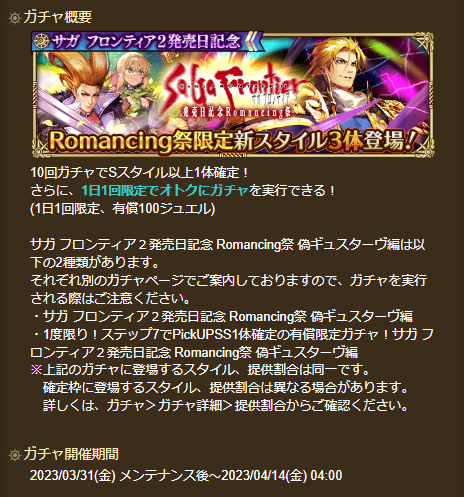 ガチャ概要
サガ フロンティア2発売日記念
SaGa Frontier
発売日記念Romancing祭
Romancing祭限定新スタイル3体登場!
10回ガチャでSスタイル以上1体確定!
さらに、1日1回限定でオトクにガチャを実行できる!
(1日1回限定、有償100ジュエル)
サガ フロンティア２発売日記念 Romancing祭 偽ギュスターヴ編は以
下の2種類があります。
それぞれ別のガチャページでご案内しておりますので、ガチャを実行
される際はご注意ください。
・サガ フロンティア２発売日記念 Romancing祭 偽ギュスターヴ編
・1度限り!ステップ7でPickUPSS1体確定の有償限定ガチャ!サガ フ
ロンティア２発売日記念 Romancing祭 偽ギュスターヴ編
※上記のガチャに登場するスタイル、提供割合は同一です。
確定枠に登場するスタイル、提供割合は異なる場合があります。
詳しくは、ガチャ＞ガチャ詳細＞提供割合からご確認ください。
ガチャ開催期間
2023/03/31(金) メンテナンス後～2023/04/14(金) 04:00